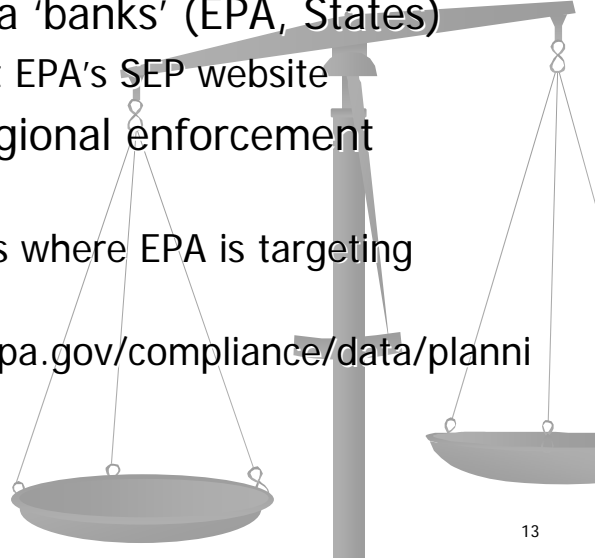 a ‘banks’ (EPA, States)
t EPA’s SEP website
gional enforcement
s where EPA is targeting
pa.gov/compliance/data/planni
13